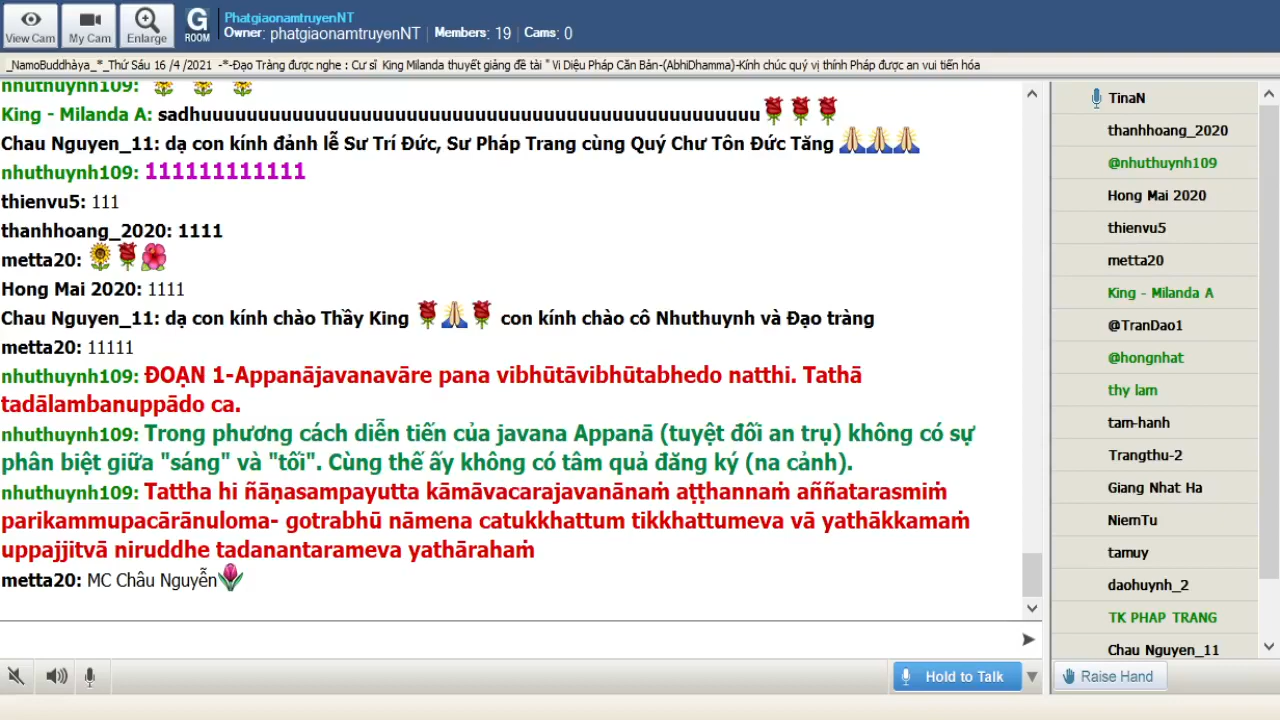 View Cam
My Cam
Enlarge
G
ROOM
PhatgiaonamtruyenNT
Owner: phatgiaonamtruyenNT | Members: 19 | Cams: 0
_NamoBuddhàya_*_Thứ Sáu 16 /4 /2021 -*-Đạo Tràng được nghe : Cư sĩ King Milanda thuyết giảng đề tài " Vi Diệu Pháp Căn Bản-(AbhiDhamma)-Kính chúc quý vị thính Pháp được an vui tiến hóa
nhuthuynh109:
King - Milanda A: sadhuuuuuuuuuuuuuuuuuuuuuuuuuuuuuuuuuuuuuuuuuuuuuuuuu
Chau Nguyen_11: dạ con kính đảnh lễ Sư Trí Đức, Sư Pháp Trang cùng Quý Chư Tôn Đức Tăng
nhuthuynh109: 111111111111
thienvu5: 111
thanhhoang_2020: 1111
metta20:
Hong Mai 2020: 1111
Chau Nguyen_11: dạ con kính chào Thầy King con kính chào cô Nhuthuynh và Đạo tràng
metta20: 11111
nhuthuynh109: ĐOẠN 1-Appanājavanavāre pana vibhūtāvibhūtabhedo natthi. Tathā
tadālambanuppādo ca.
nhuthuynh109: Trong phương cách diễn tiến của javana Appanā (tuyệt đối an trụ) không có sự
phân biệt giữa "sáng" và "tối". Cùng thế ấy không có tâm quả đăng ký (na cảnh).
nhuthuynh109: Tattha hi ñāṇasampayutta kāmāvacarajavanānaṁ aṭṭhannaṁ aññatarasmiṁ
parikammupacārānuloma- gotrabhū nāmena catukkhattum tikkhattumeva vā yathākkamaṁ
uppajjitvā niruddhe tadanantarameva yathārahaṁ
metta20: MC Châu Nguyễn
Hold to Talk
TinaN
thanhhoang_2020
@nhuthuynh109
Hong Mai 2020
thienvu5
metta20
King - Milanda A
@TranDao1
@hongnhat
thy lam
tam-hanh
Trangthu-2
Giang Nhat Ha
NiemTu
tamuy
daohuynh_2
TK PHAP TRANG
Chau Nguyen_11
Raise Hand